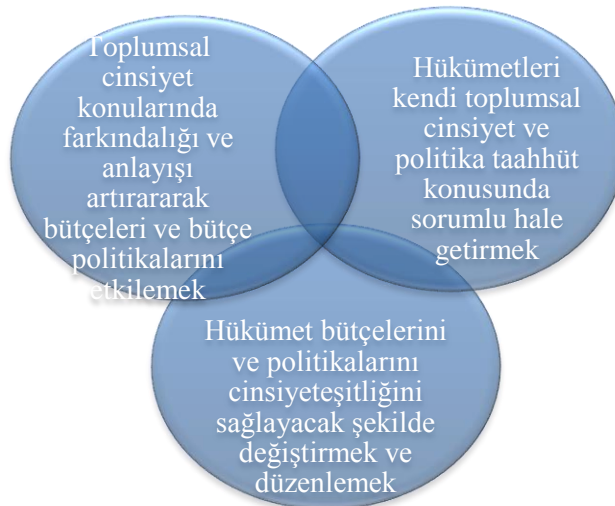 Toplumsal
cinsiyet
konularında
farkındalığı ve
anlayışı
artırararak
bütçeleri ve bütçe
politikalarını
etkilemek
Hükümetleri
kendi toplumsal
cinsiyet ve
politika taahhüt
konusunda
sorumlu hale
getirmek
Hükümet bütçelerini
ve politikalarını
cinsiyeteşitliğini
sağlayacak şekilde
değiştirmek ve
düzenlemek